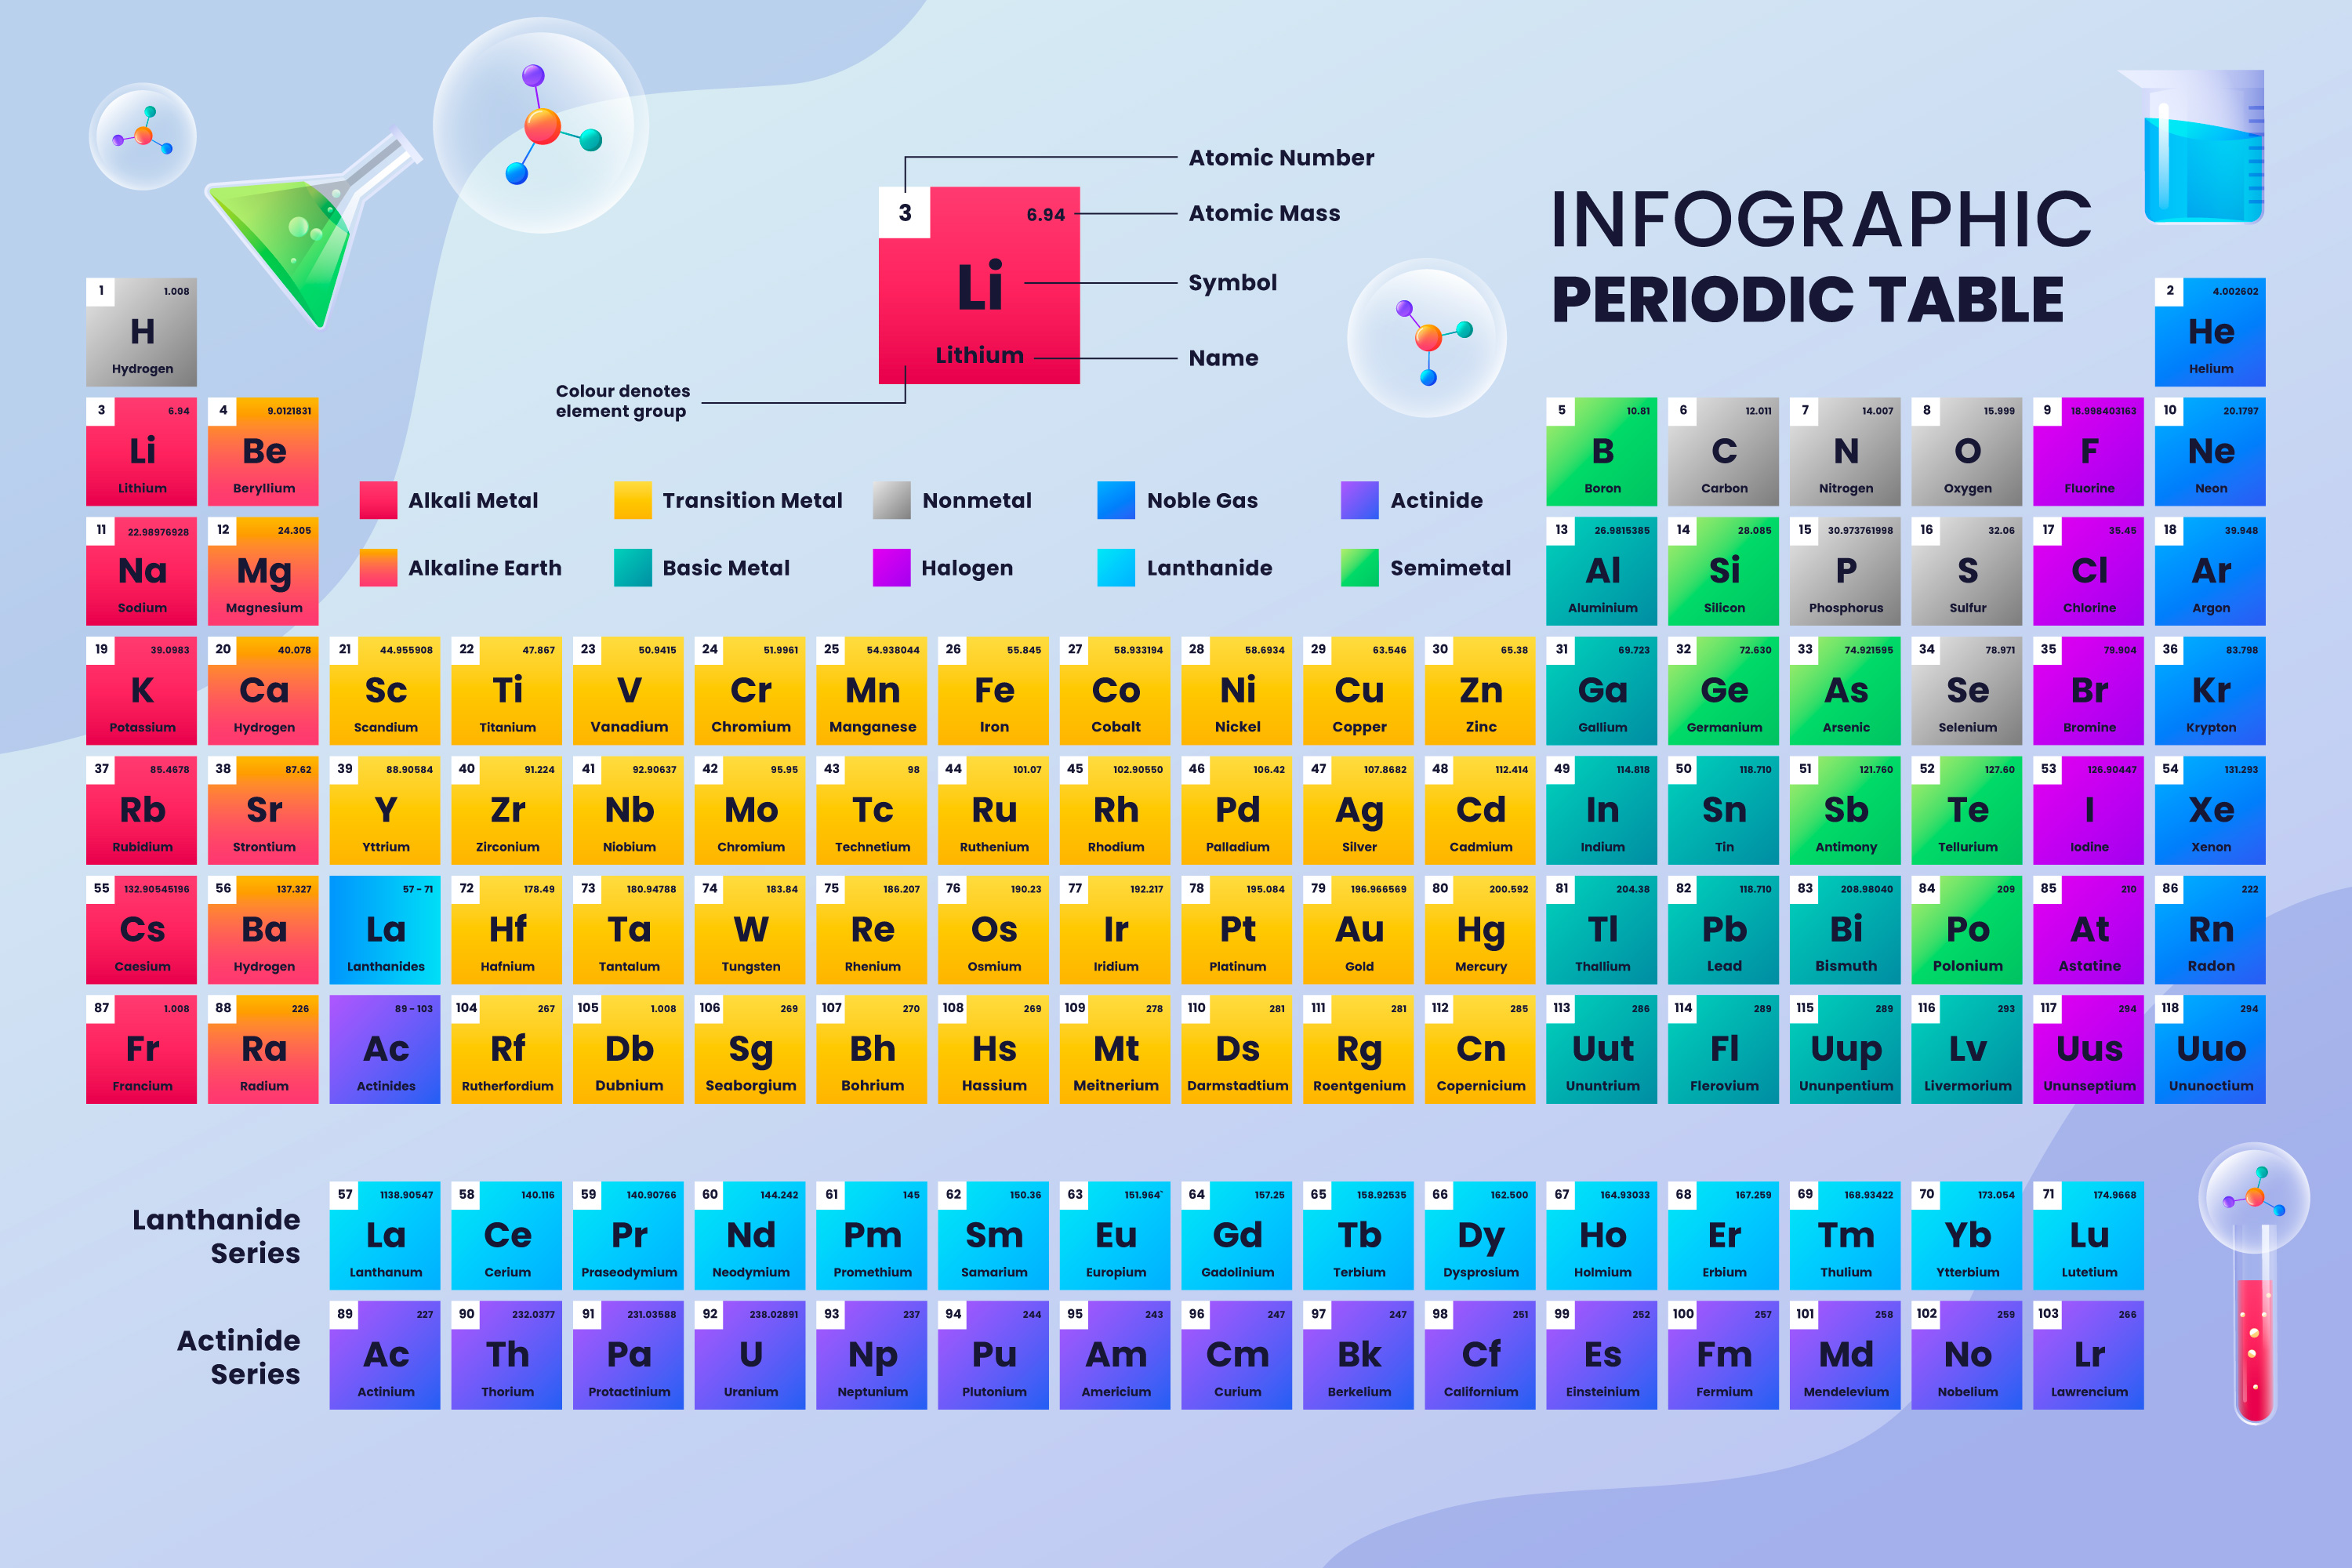 Atomic Number
3
6.94
Atomic Mass
Li
Symbol
Lithium
Name
Colour denotes
element group
INFOGRAPHIC
PERIODIC TABLE
Alkali Metal
Transition Metal
Nonmetal
Noble Gas
Actinide
Alkaline Earth
Basic Metal
Halogen
Lanthanide
Semimetal
1 1.008
H
Hydrogen
2 4.002602
He
Helium
3 6.94
Li
Lithium
4 9.0121831
Be
Beryllium
5 10.81
B
Boron
6 12.011
C
Carbon
7 14.007
N
Nitrogen
8 15.999
O
Oxygen
9 18.998403163
F
Fluorine
10 20.1797
Ne
Neon
11 22.98976928
Na
Sodium
12 24.305
Mg
Magnesium
13 26.9815385
Al
Aluminium
14 28.085
Si
Silicon
15 30.973761998
P
Phosphorus
16 32.06
S
Sulfur
17 35.45
Cl
Chlorine
18 39.948
Ar
Argon
19 39.0983
K
Potassium
20 40.078
Ca
Hydrogen
21 44.955908
Sc
Scandium
22 47.867
Ti
Titanium
23 50.9415
V
Vanadium
24 51.9961
Cr
Chromium
25 54.938044
Mn
Manganese
26 55.845
Fe
Iron
27 58.933194
Co
Cobalt
28 58.6934
Ni
Nickel
29 63.546
Cu
Copper
30 65.38
Zn
Zinc
31 69.723
Ga
Gallium
32 72.630
Ge
Germanium
33 74.921595
As
Arsenic
34 78.971
Se
Selenium
35 79.904
Br
Bromine
36 83.798
Kr
Krypton
37 85.4678
Rb
Rubidium
38 87.62
Sr
Strontium
39 88.90584
Y
Yttrium
40 91.224
Zr
Zirconium
41 92.90637
Nb
Niobium
42 95.95
Mo
Chromium
43 98
Tc
Technetium
44 101.07
Ru
Ruthenium
45 102.90550
Rh
Rhodium
46 106.42
Pd
Palladium
47 107.8682
Ag
Silver
48 112.414
Cd
Cadmium
49 114.818
In
Indium
50 118.710
Sn
Tin
51 121.760
Sb
Antimony
52 127.60
Te
Tellurium
53 126.90447
I
Iodine
54 131.293
Xe
Xenon
55 132.90545196
Cs
Caesium
56 137.327
Ba
Hydrogen
57 - 71
La
Lanthanides
72 178.49
Hf
Hafnium
73 180.94788
Ta
Tantalum
74 183.84
W
Tungsten
75 186.207
Re
Rhenium
76 190.23
Os
Osmium
77 192.217
Ir
Iridium
78 195.084
Pt
Platinum
79 196.966569
Au
Gold
80 200.592
Hg
Mercury
81 204.38
Tl
Thallium
82 118.710
Pb
Lead
83 208.98040
Bi
Bismuth
84 209
Po
Polonium
85 210
At
Astatine
86 222
Rn
Radon
87 1.008
Fr
Francium
88 226
Ra
Radium
89 - 103
Ac
Actinides
104 267
Rf
Rutherfordium
105 1.008
Db
Dubnium
106 269
Sg
Seaborgium
107 270
Bh
Bohrium
108 269
Hs
Hassium
109 278
Mt
Meitnerium
110 281
Ds
Darmstadtium
111 281
Rg
Roentgenium
112 285
Cn
Copernicium
113 286
Uut
Ununtrium
114 289
Fl
Flerovium
115 289
Uup
Ununpentium
116 293
Lv
Livermorium
117 294
Uus
Ununseptium
118 294
Uuo
Ununoctium
Lanthanide
Series
57 1138.90547
La
Lanthanum
58 140.116
Ce
Cerium
59 140.90766
Pr
Praseodymium
60 144.242
Nd
Neodymium
61 145
Pm
Promethium
62 150.36
Sm
Samarium
63 151.964`
Eu
Europium
64 157.25
Gd
Gadolinium
65 158.92535
Tb
Terbium
66 162.500
Dy
Dysprosium
67 164.93033
Ho
Holmium
68 167.259
Er
Erbium
69 168.93422
Tm
Thulium
70 173.054
Yb
Ytterbium
71 174.9668
Lu
Lutetium
Actinide
Series
89 227
Ac
Actinium
90 232.0377
Th
Thorium
91 231.03588
Pa
Protactinium
92 238.02891
U
Uranium
93 237
Np
Neptunium
94 244
Pu
Plutonium
95 243
Am
Americium
96 247
Cm
Curium
97 247
Bk
Berkelium
98 251
Cf
Californium
99 252
Es
Einsteinium
100 257
Fm
Fermium
101 258
Md
Mendelevium
102 259
No
Nobelium
103 266
Lr
Lawrencium